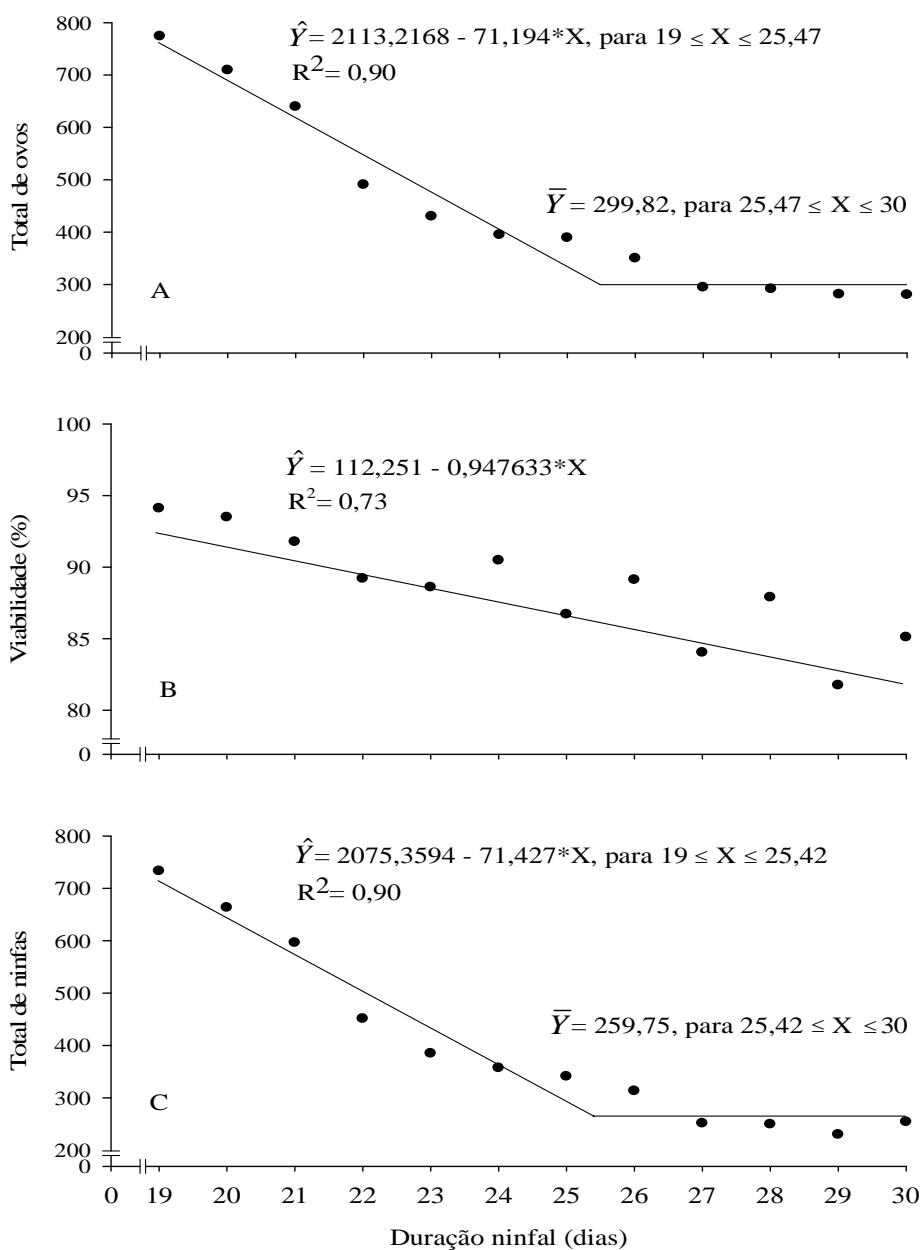 800
700
600
500
400
300
200
0
Total de ovos
Ŷ = 2113,2168 - 71,194*X, para 19 ≤ X ≤ 25,47
R² = 0,90
Y̅ = 299,82, para 25,47 ≤ X ≤ 30
A
100
95
90
85
80
0
Viabilidade (%)
Ŷ = 112,251 - 0,947633*X
R² = 0,73
B
800
700
600
500
400
300
200
0
Total de ninfas
Ŷ = 2075,3594 - 71,427*X, para 19 ≤ X ≤ 25,42
R² = 0,90
Y̅ = 259,75, para 25,42 ≤ X ≤ 30
C
0 19 20 21 22 23 24 25 26 27 28 29 30
Duração ninfal (dias)